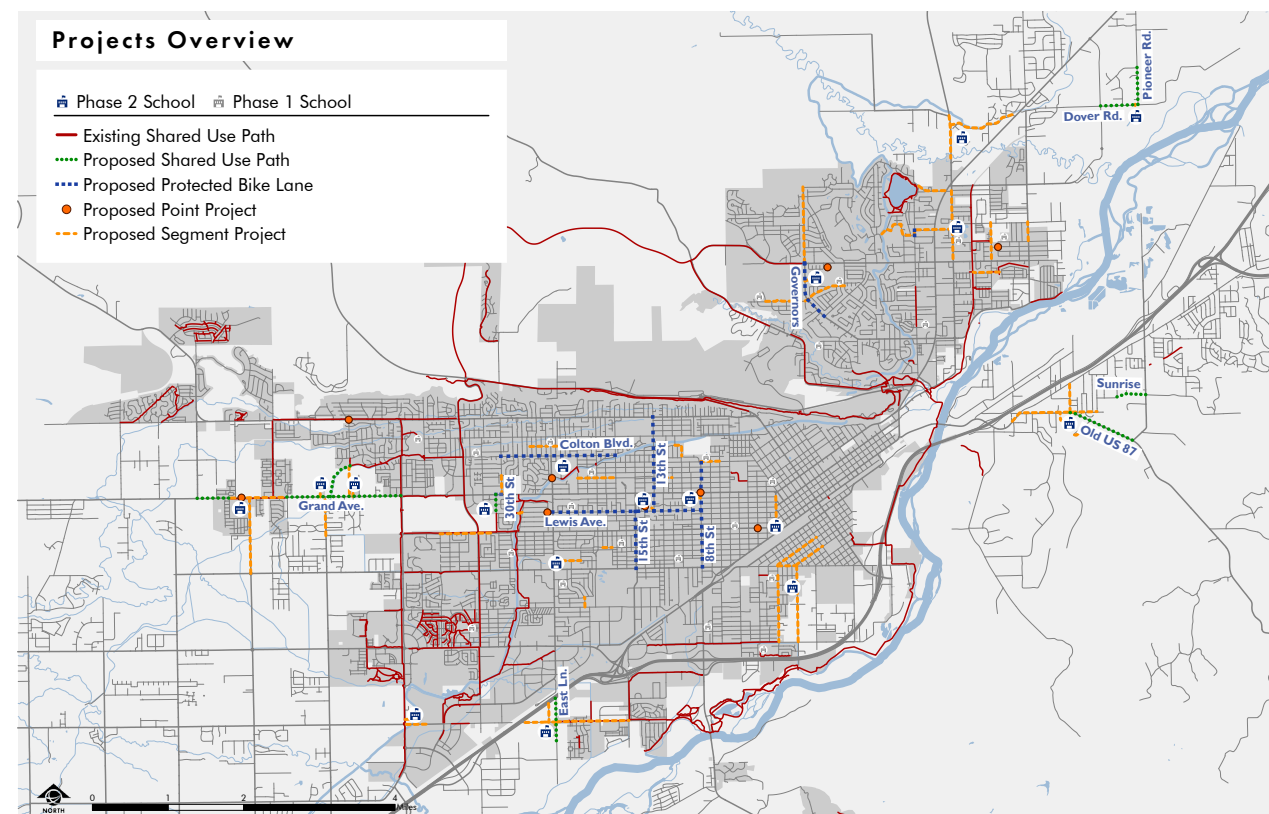 Projects Overview
Phase 2 School
Phase 1 School
Existing Shared Use Path
Proposed Shared Use Path
Proposed Protected Bike Lane
Proposed Point Project
Proposed Segment Project
Pioneer Rd.
Dover Rd.
Governors
Sunrise
Old US 87
Colton Blvd.
13th St
30th St
Grand Ave.
Lewis Ave.
15th St
8th St
East Ln.
0 1 2 4
Miles
NORTH